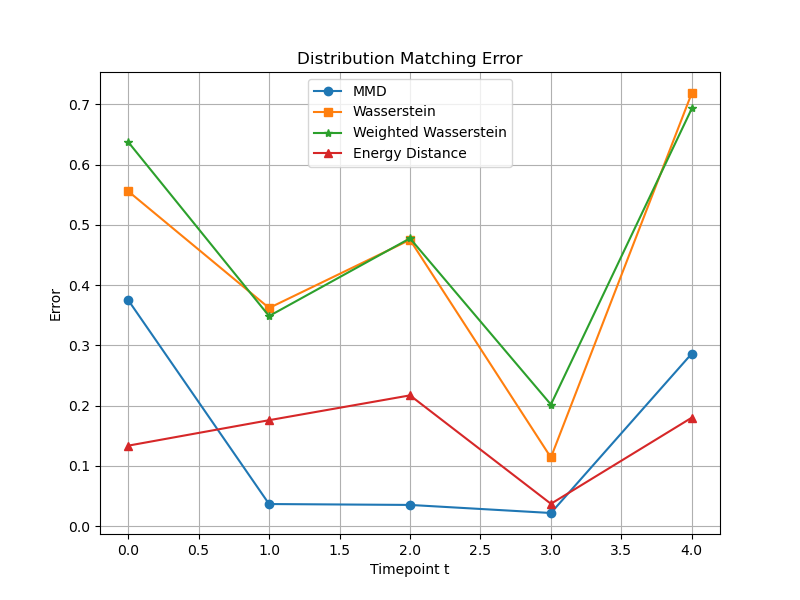 Distribution Matching Error
MMD
Wasserstein
Weighted Wasserstein
Energy Distance
0.7
0.6
0.5
0.4
0.3
0.2
0.1
0.0
Error
0.0 0.5 1.0 1.5 2.0 2.5 3.0 3.5 4.0
Timepoint t